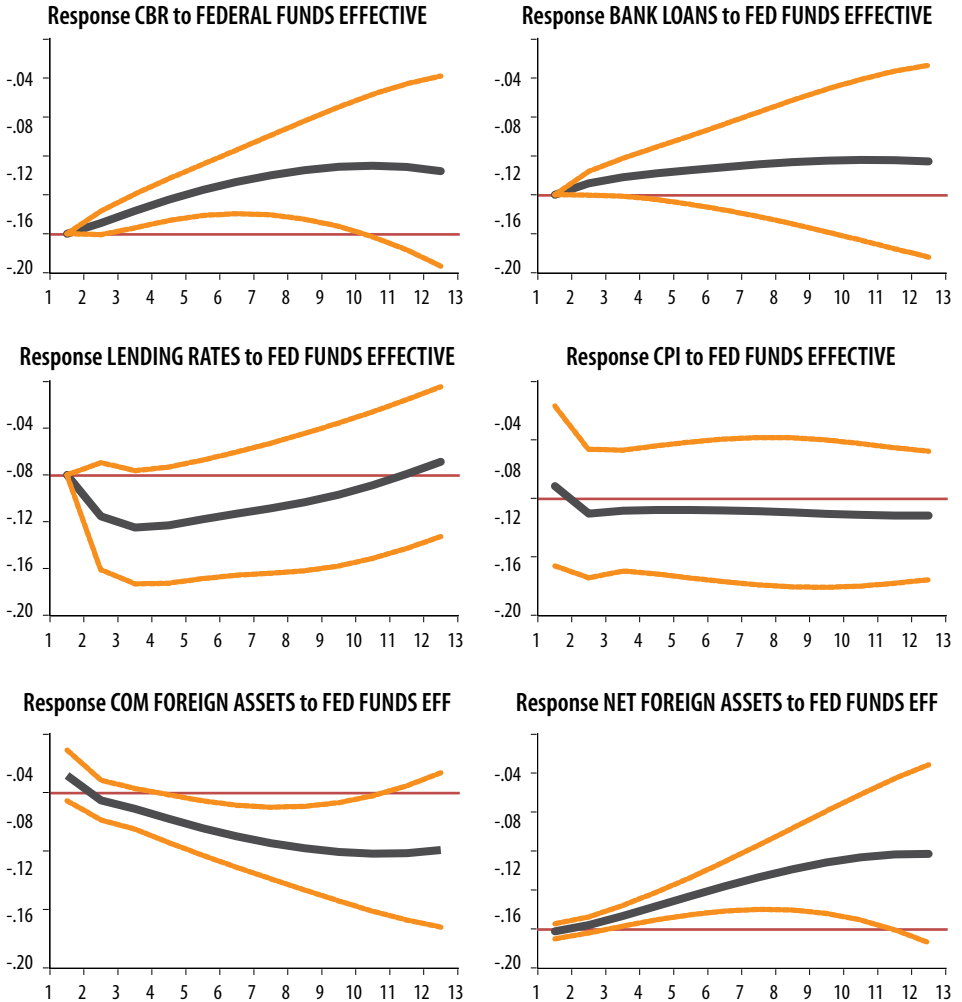 Response CBR to FEDERAL FUNDS EFFECTIVE
-.04
-.08
-.12
-.16
-.20
1 2 3 4 5 6 7 8 9 10 11 12 13
Response BANK LOANS to FED FUNDS EFFECTIVE
-.04
-.08
-.12
-.16
-.20
1 2 3 4 5 6 7 8 9 10 11 12 13
Response LENDING RATES to FED FUNDS EFFECTIVE
-.04
-.08
-.12
-.16
-.20
1 2 3 4 5 6 7 8 9 10 11 12 13
Response CPI to FED FUNDS EFFECTIVE
-.04
-.08
-.12
-.16
-.20
1 2 3 4 5 6 7 8 9 10 11 12 13
Response COM FOREIGN ASSETS to FED FUNDS EFF
-.04
-.08
-.12
-.16
-.20
1 2 3 4 5 6 7 8 9 10 11 12 13
Response NET FOREIGN ASSETS to FED FUNDS EFF
-.04
-.08
-.12
-.16
-.20
1 2 3 4 5 6 7 8 9 10 11 12 13